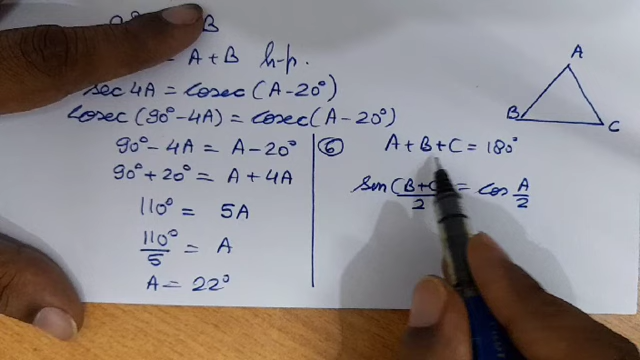 B
= A + B h.p.
sec 4A = cosec (A - 20°)
cosec (90° - 4A) = cosec (A - 20°)
90° - 4A = A - 20°
90° + 20° = A + 4A
110° = 5A
110°/5 = A
A = 22°
⑥ A + B + C = 180°
sin (B + C)/2 = cos A/2
A
B
C